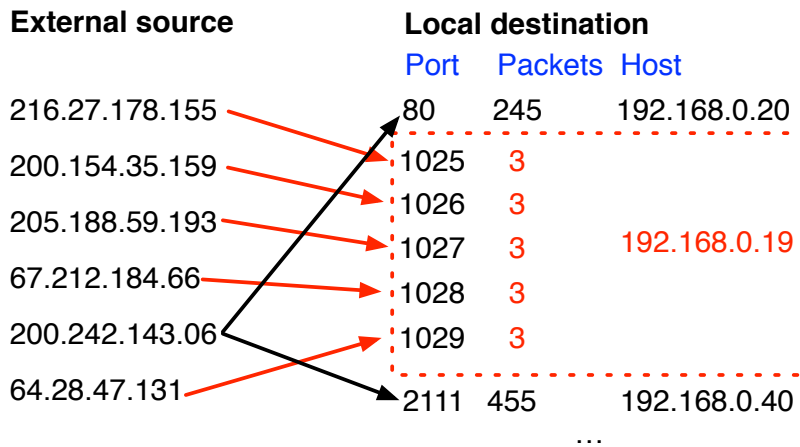 External source Local destination
Port Packets Host
216.27.178.155 80 245 192.168.0.20
200.154.35.159 1025 3
205.188.59.193 1026 3
67.212.184.66 1027 3 192.168.0.19
200.242.143.06 1028 3
64.28.47.131 1029 3
2111 455 192.168.0.40
...